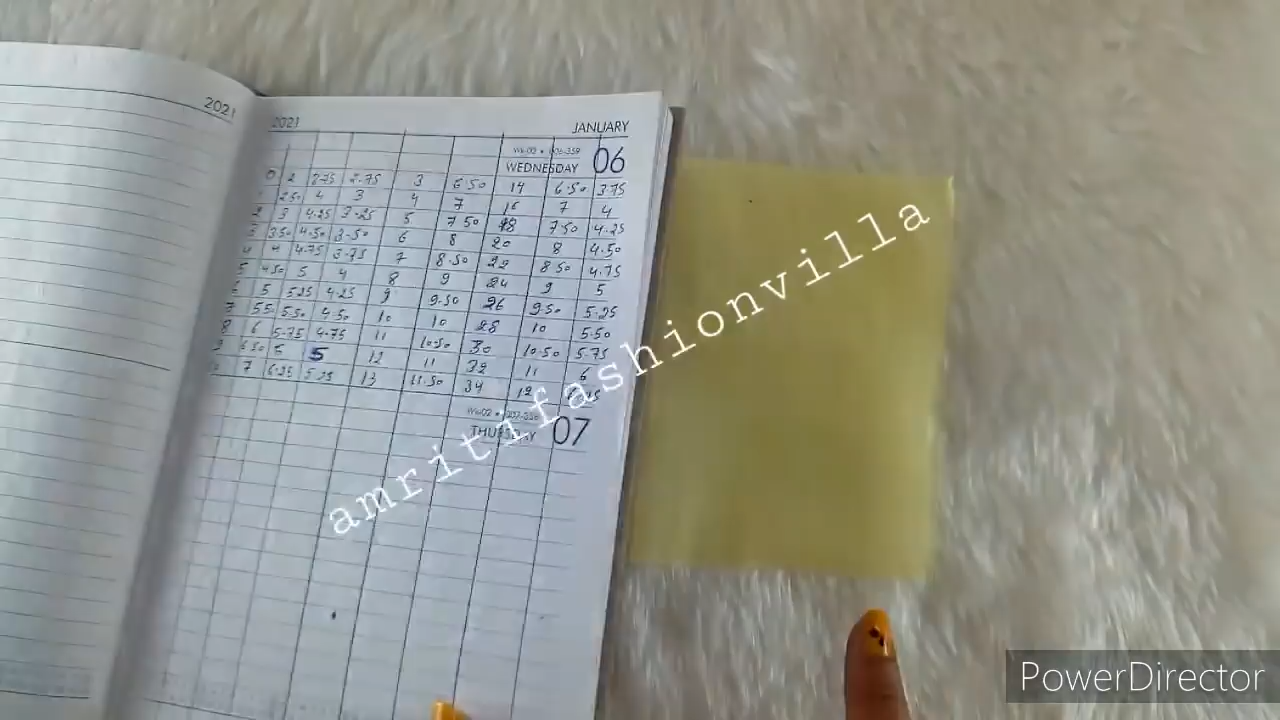 2021
2021 JANUARY
WEDNESDAY 06
0 2 3.75 2.75 3 6.50 14 6.50 3.75
1 2.50 4 3 4 7 16 7 4
2 3 4.25 3.25 5 7.50 18 7.50 4.25
3 3.50 4.50 3.50 6 8 20 8 4.50
4 4 4.75 3.75 7 8.50 22 8.50 4.75
5 4.50 5 4 8 9 24 9 5
6 5 5.25 4.25 9 9.50 26 9.50 5.25
7 5.5 5.50 4.50 10 10 28 10 5.50
8 6 5.75 4.75 11 10.50 30 10.50 5.75
9 6.50 5 12 11 32 11 6
7 6.25 5.25 13 11.50 34 12
THURSDAY 07
amritifashionvilla
PowerDirector